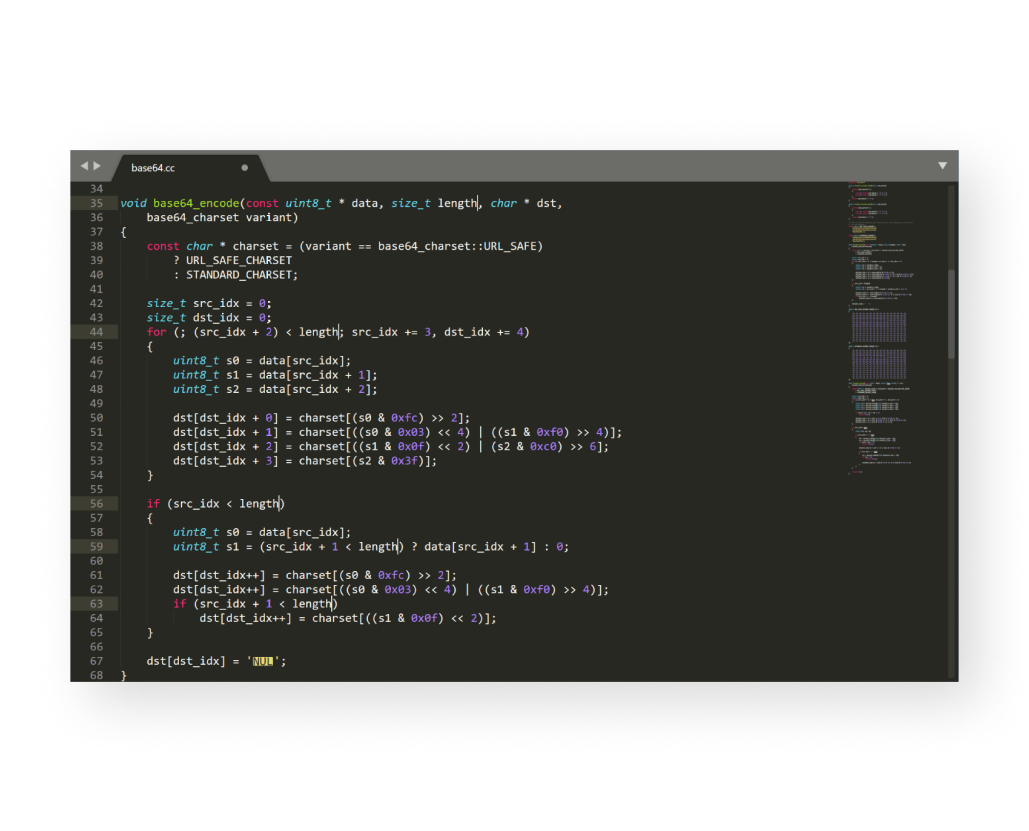 base64.cc
34
35 void base64_encode(const uint8_t * data, size_t length, char * dst,
36     base64_charset variant)
37 {
38     const char * charset = (variant == base64_charset::URL_SAFE)
39         ? URL_SAFE_CHARSET
40         : STANDARD_CHARSET;
41
42     size_t src_idx = 0;
43     size_t dst_idx = 0;
44     for (; (src_idx + 2) < length; src_idx += 3, dst_idx += 4)
45     {
46         uint8_t s0 = data[src_idx];
47         uint8_t s1 = data[src_idx + 1];
48         uint8_t s2 = data[src_idx + 2];
49
50         dst[dst_idx + 0] = charset[(s0 & 0xfc) >> 2];
51         dst[dst_idx + 1] = charset[((s0 & 0x03) << 4) | ((s1 & 0xf0) >> 4)];
52         dst[dst_idx + 2] = charset[((s1 & 0x0f) << 2) | (s2 & 0xc0) >> 6];
53         dst[dst_idx + 3] = charset[(s2 & 0x3f)];
54     }
55
56     if (src_idx < length)
57     {
58         uint8_t s0 = data[src_idx];
59         uint8_t s1 = (src_idx + 1 < length) ? data[src_idx + 1] : 0;
60
61         dst[dst_idx++] = charset[(s0 & 0xfc) >> 2];
62         dst[dst_idx++] = charset[((s0 & 0x03) << 4) | ((s1 & 0xf0) >> 4)];
63         if (src_idx + 1 < length)
64             dst[dst_idx++] = charset[((s1 & 0x0f) << 2)];
65     }
66
67     dst[dst_idx] = 'NUL';
68 }